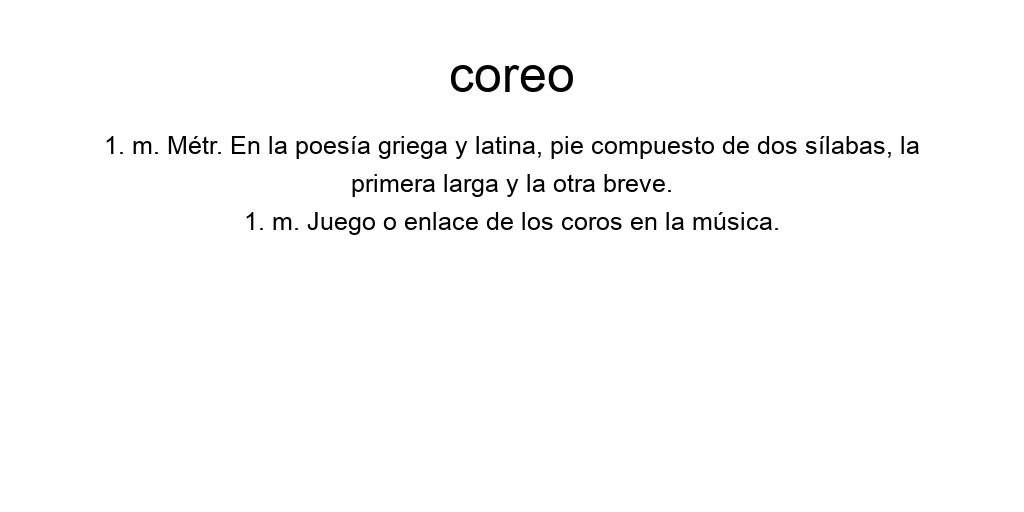 coreo
1. m. Métr. En la poesía griega y latina, pie compuesto de dos sílabas, la
primera larga y la otra breve.
1. m. Juego o enlace de los coros en la música.